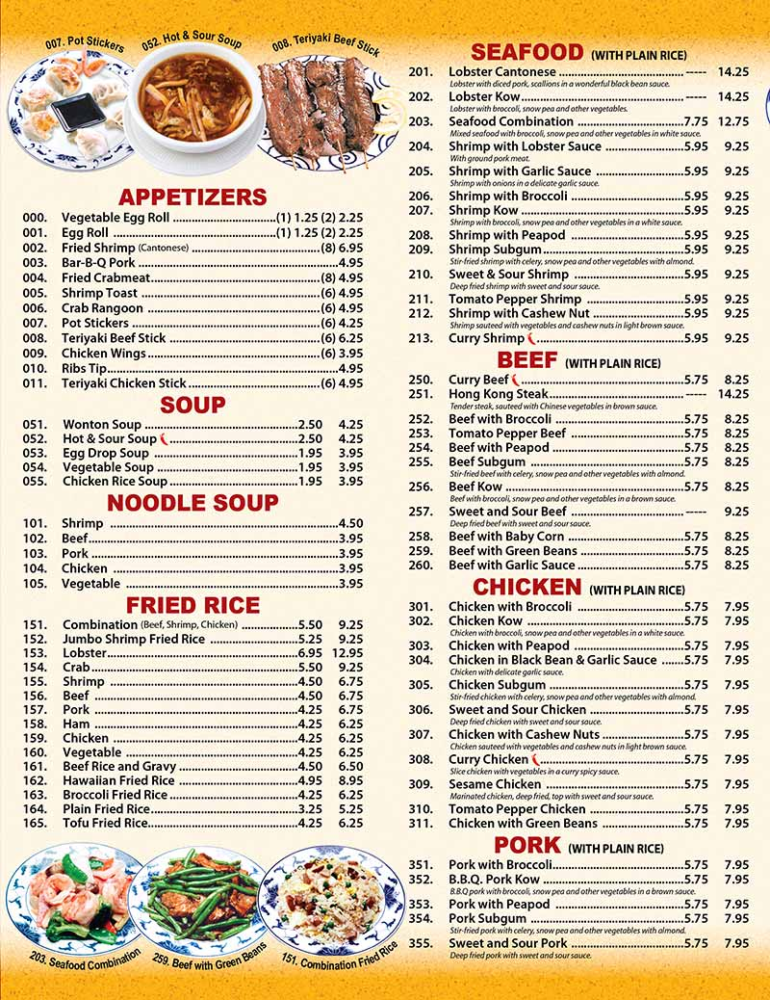 007. Pot Stickers
052. Hot & Sour Soup
008. Teriyaki Beef Stick
APPETIZERS
000. Vegetable Egg Roll (1) 1.25 (2) 2.25
001. Egg Roll (1) 1.25 (2) 2.25
002. Fried Shrimp (Cantonese) (8) 6.95
003. Bar-B-Q Pork 4.95
004. Fried Crabmeat (8) 4.95
005. Shrimp Toast (6) 4.95
006. Crab Rangoon (6) 4.95
007. Pot Stickers (6) 4.25
008. Teriyaki Beef Stick (6) 6.25
009. Chicken Wings (6) 3.95
010. Ribs Tip 4.95
011. Teriyaki Chicken Stick (6) 4.95
SOUP
051. Wonton Soup 2.50 4.25
052. Hot & Sour Soup 2.50 4.25
053. Egg Drop Soup 1.95 3.95
054. Vegetable Soup 1.95 3.95
055. Chicken Rice Soup 1.95 3.95
NOODLE SOUP
101. Shrimp 4.50
102. Beef 3.95
103. Pork 3.95
104. Chicken 3.95
105. Vegetable 3.95
FRIED RICE
151. Combination (Beef, Shrimp, Chicken) 5.50 9.25
152. Jumbo Shrimp Fried Rice 5.25 9.25
153. Lobster 6.95 12.95
154. Crab 5.50 9.25
155. Shrimp 4.50 6.75
156. Beef 4.50 6.75
157. Pork 4.25 6.75
158. Ham 4.25 6.25
159. Chicken 4.25 6.25
160. Vegetable 4.25 6.25
161. Beef Rice and Gravy 4.50 6.50
162. Hawaiian Fried Rice 4.95 8.95
163. Broccoli Fried Rice 4.25 6.25
164. Plain Fried Rice 3.25 5.25
165. Tofu Fried Rice 4.25 6.25
203. Seafood Combination
259. Beef with Green Beans
151. Combination Fried Rice
SEAFOOD (WITH PLAIN RICE)
201. Lobster Cantonese ----- 14.25
Lobster with diced pork, scallions in a wonderful black bean sauce.
202. Lobster Kow ----- 14.25
Lobster with broccoli, snow pea and other vegetables.
203. Seafood Combination 7.75 12.75
Mixed seafood with broccoli, snow pea and other vegetables in white sauce.
204. Shrimp with Lobster Sauce 5.95 9.25
With ground pork meat.
205. Shrimp with Garlic Sauce 5.95 9.25
Shrimp with onions in a delicate garlic sauce.
206. Shrimp with Broccoli 5.95 9.25
207. Shrimp Kow 5.95 9.25
Shrimp with broccoli, snow pea and other vegetables in a white sauce.
208. Shrimp with Peapod 5.95 9.25
209. Shrimp Subgum 5.95 9.25
Stir-fried shrimp with celery, snow pea and other vegetables with almond.
210. Sweet & Sour Shrimp 5.95 9.25
Deep fried shrimp with sweet and sour sauce.
211. Tomato Pepper Shrimp 5.95 9.25
212. Shrimp with Cashew Nut 5.95 9.25
Shrimp sauteed with vegetables and cashew nuts in light brown sauce.
213. Curry Shrimp 5.95 9.25
BEEF (WITH PLAIN RICE)
250. Curry Beef 5.75 8.25
251. Hong Kong Steak ----- 14.25
Tender steak, sauteed with Chinese vegetables in brown sauce.
252. Beef with Broccoli 5.75 8.25
253. Tomato Pepper Beef 5.75 8.25
254. Beef with Peapod 5.75 8.25
255. Beef Subgum 5.75 8.25
Stir-fried beef with celery, snow pea and other vegetables with almond.
256. Beef Kow 5.75 8.25
Beef with broccoli, snow pea and other vegetables in a brown sauce.
257. Sweet and Sour Beef ----- 9.25
Deep fried beef with sweet and sour sauce.
258. Beef with Baby Corn 5.75 8.25
259. Beef with Green Beans 5.75 8.25
260. Beef with Garlic Sauce 5.75 8.25
CHICKEN (WITH PLAIN RICE)
301. Chicken with Broccoli 5.75 7.95
302. Chicken Kow 5.75 7.95
Chicken with broccoli, snow pea and other vegetables in a white sauce.
303. Chicken with Peapod 5.75 7.95
304. Chicken in Black Bean & Garlic Sauce 5.75 7.95
Chicken with delicate garlic sauce.
305. Chicken Subgum 5.75 7.95
Stir-fried chicken with celery, snow pea and other vegetables with almond.
306. Sweet and Sour Chicken 5.75 7.95
Deep fried chicken with sweet and sour sauce.
307. Chicken with Cashew Nuts 5.75 7.95
Chicken sauteed with vegetables and cashew nuts in light brown sauce.
308. Curry Chicken 5.75 7.95
Slice chicken with vegetables in a curry spicy sauce.
309. Sesame Chicken 5.75 7.95
Marinated chicken, deep fried, top with sweet and sour sauce.
310. Tomato Pepper Chicken 5.75 7.95
311. Chicken with Green Beans 5.75 7.95
PORK (WITH PLAIN RICE)
351. Pork with Broccoli 5.75 7.95
352. B.B.Q. Pork Kow 5.75 7.95
B.B.Q pork with broccoli, snow pea and other vegetables in a brown sauce.
353. Pork with Peapod 5.75 7.95
354. Pork Subgum 5.75 7.95
Stir-fried pork with celery, snow pea and other vegetables with almond.
355. Sweet and Sour Pork 5.75 7.95
Deep fried pork with sweet and sour sauce.